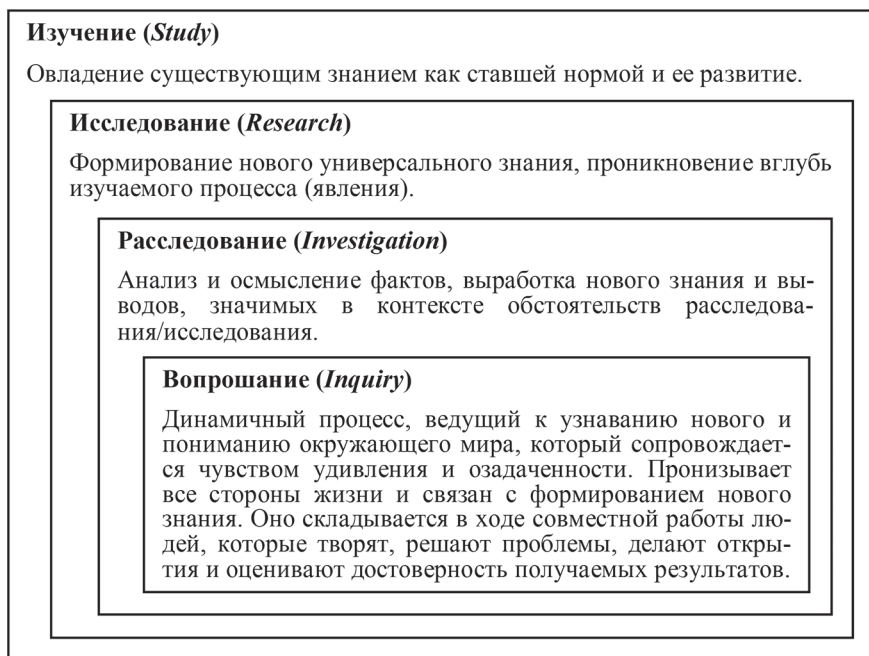 Изучение (Study)
Овладение существующим знанием как ставшей нормой и ее развитие.
Исследование (Research)
Формирование нового универсального знания, проникновение вглубь
изучаемого процесса (явления).
Расследование (Investigation)
Анализ и осмысление фактов, выработка нового знания и вы-
водов, значимых в контексте обстоятельств расследова-
ния/исследования.
Вопрошание (Inquiry)
Динамичный процесс, ведущий к узнаванию нового и
пониманию окружающего мира, который сопровождает-
ся чувством удивления и озадаченности. Пронизывает
все стороны жизни и связан с формированием нового
знания. Оно складывается в ходе совместной работы лю-
дей, которые творят, решают проблемы, делают откры-
тия и оценивают достоверность получаемых результатов.